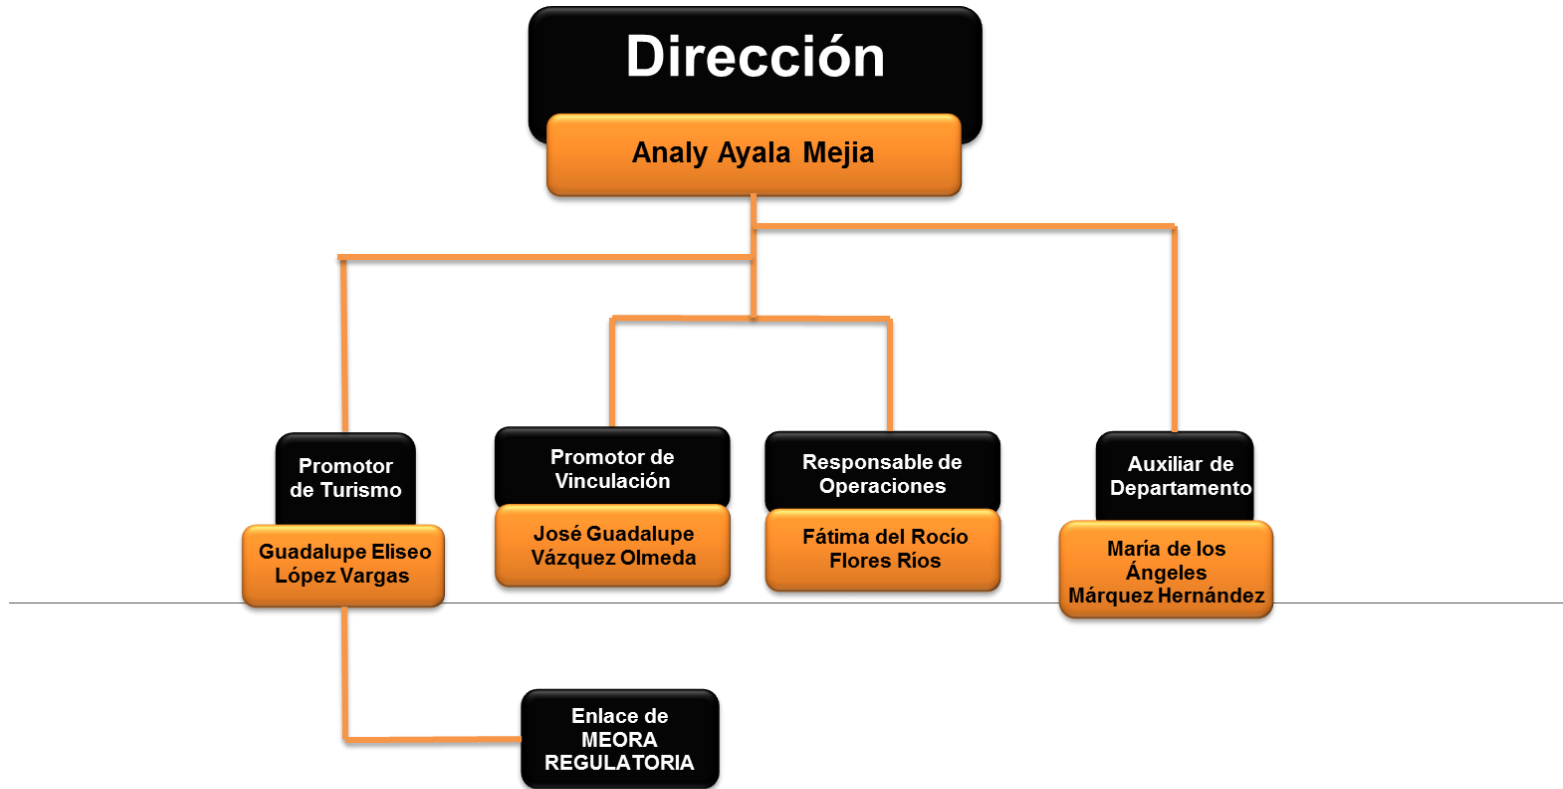 Dirección
Analy Ayala Mejia
Promotor
de Turismo
Guadalupe Eliseo
López Vargas
Promotor de
Vinculación
José Guadalupe
Vázquez Olmeda
Responsable de
Operaciones
Fátima del Rocío
Flores Ríos
Auxiliar de
Departamento
María de los
Ángeles
Márquez Hernández
Enlace de
MEORA
REGULATORIA